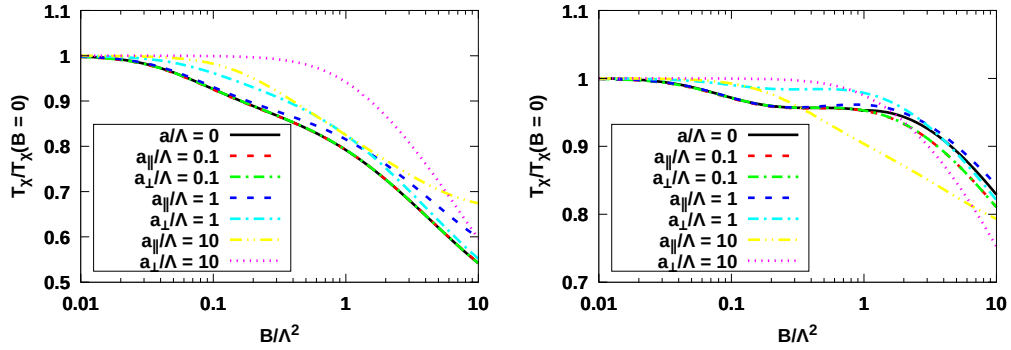 1.1
1
0.9
0.8
0.7
0.6
0.5
0.01
0.1
1
10
T_χ/T_χ(B = 0)
B/Λ²
a/Λ = 0
a_∥/Λ = 0.1
a_⊥/Λ = 0.1
a_∥/Λ = 1
a_⊥/Λ = 1
a_∥/Λ = 10
a_⊥/Λ = 10
1.1
1
0.9
0.8
0.7
0.01
0.1
1
10
T_χ/T_χ(B = 0)
B/Λ²
a/Λ = 0
a_∥/Λ = 0.1
a_⊥/Λ = 0.1
a_∥/Λ = 1
a_⊥/Λ = 1
a_∥/Λ = 10
a_⊥/Λ = 10